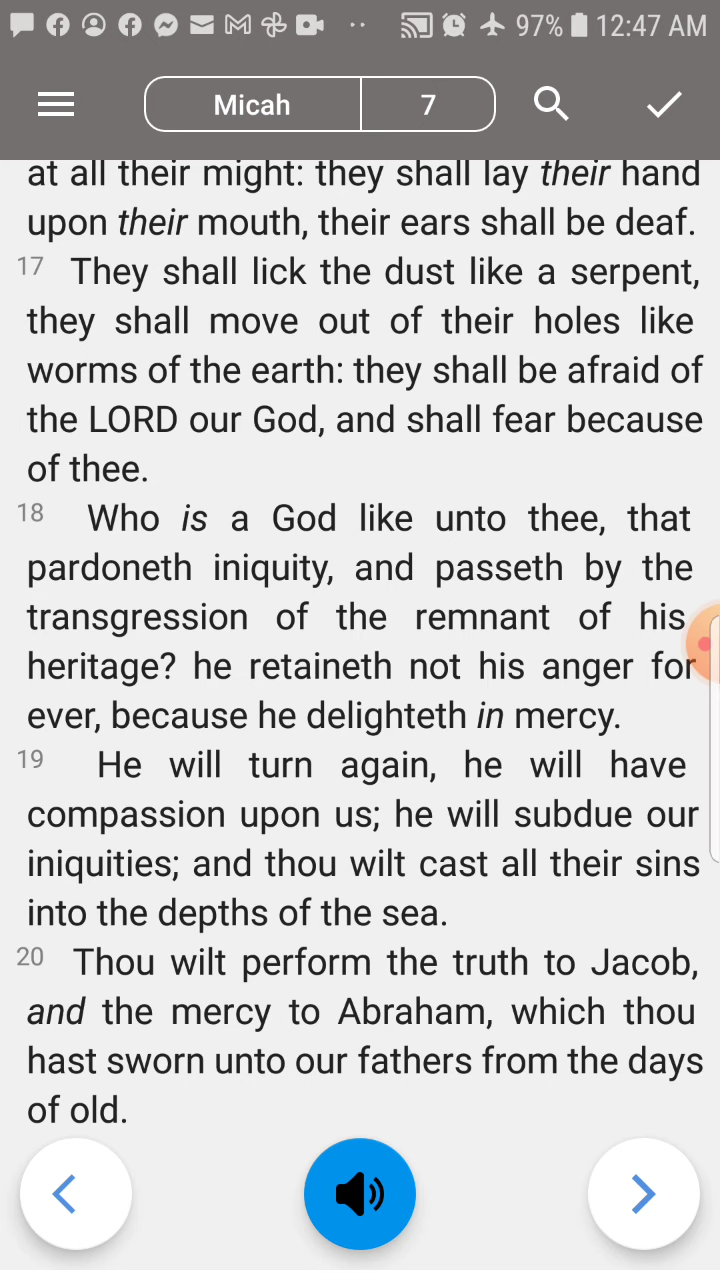 97% 12:47 AM
Micah 7
at all their might: they shall lay their hand
upon their mouth, their ears shall be deaf.
17 They shall lick the dust like a serpent,
they shall move out of their holes like
worms of the earth: they shall be afraid of
the LORD our God, and shall fear because
of thee.
18 Who is a God like unto thee, that
pardoneth iniquity, and passeth by the
transgression of the remnant of his
heritage? he retaineth not his anger for
ever, because he delighteth in mercy.
19 He will turn again, he will have
compassion upon us; he will subdue our
iniquities; and thou wilt cast all their sins
into the depths of the sea.
20 Thou wilt perform the truth to Jacob,
and the mercy to Abraham, which thou
hast sworn unto our fathers from the days
of old.